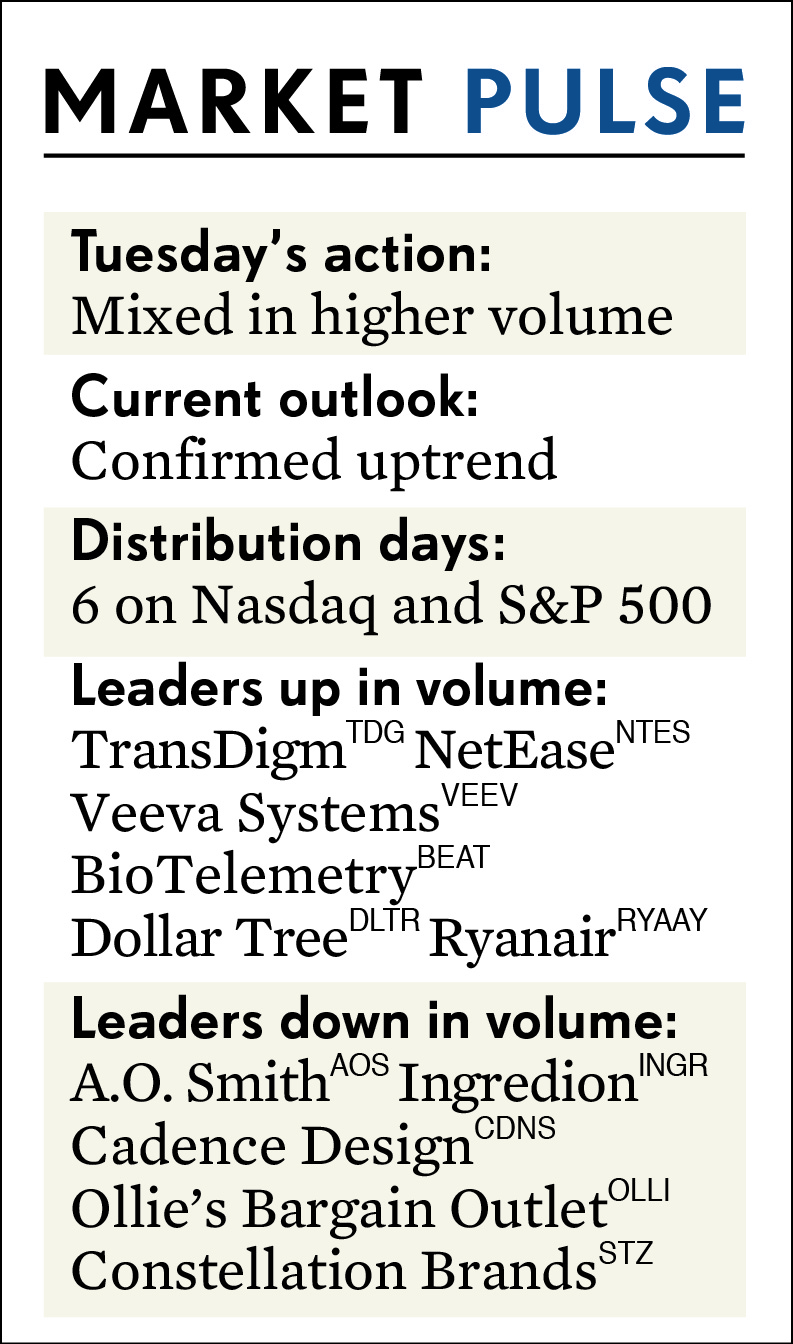 MARKET PULSE
Tuesday’s action:
Mixed in higher volume
Current outlook:
Confirmed uptrend
Distribution days:
6 on Nasdaq and S&P 500
Leaders up in volume:
TransDigm TDG NetEase NTES
Veeva Systems VEEV
BioTelemetry BEAT
Dollar Tree DLTR Ryanair RYAAY
Leaders down in volume:
A.O. Smith AOS Ingredion INGR
Cadence Design CDNS
Ollie’s Bargain Outlet OLLI
Constellation Brands STZ